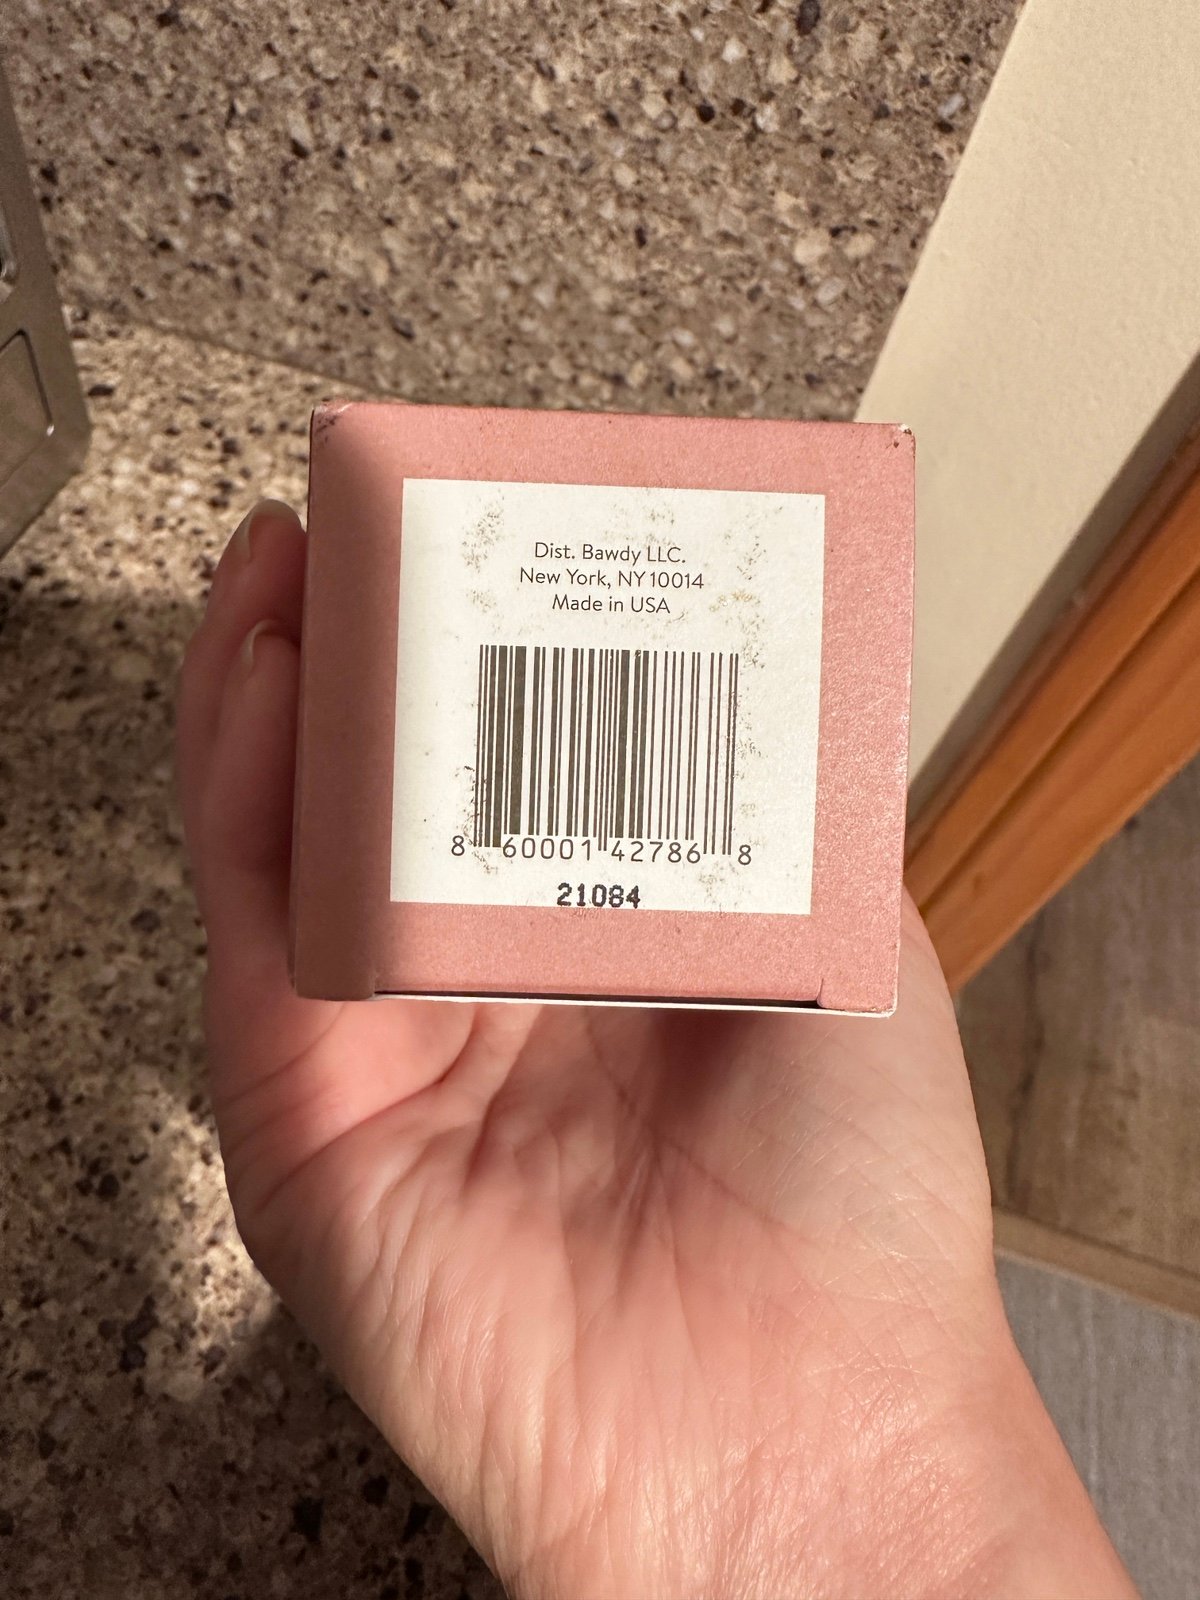 Dist. Bawdy LLC.
New York, NY 10014
Made in USA
8 60001 42786 8
21084